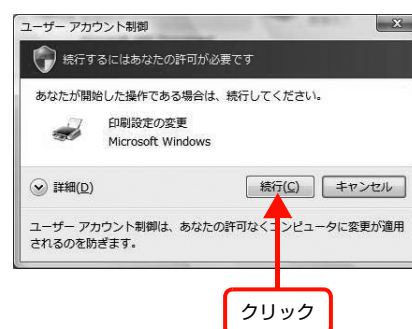 ユーザー アカウント制御
続行するにはあなたの許可が必要です
あなたが開始した操作である場合は、続行してください。
印刷設定の変更
Microsoft Windows
詳細(D)
続行(C)
キャンセル
ユーザー アカウント制御は、あなたの許可なくコンピュータに変更が適用
されるのを防ぎます。
クリック